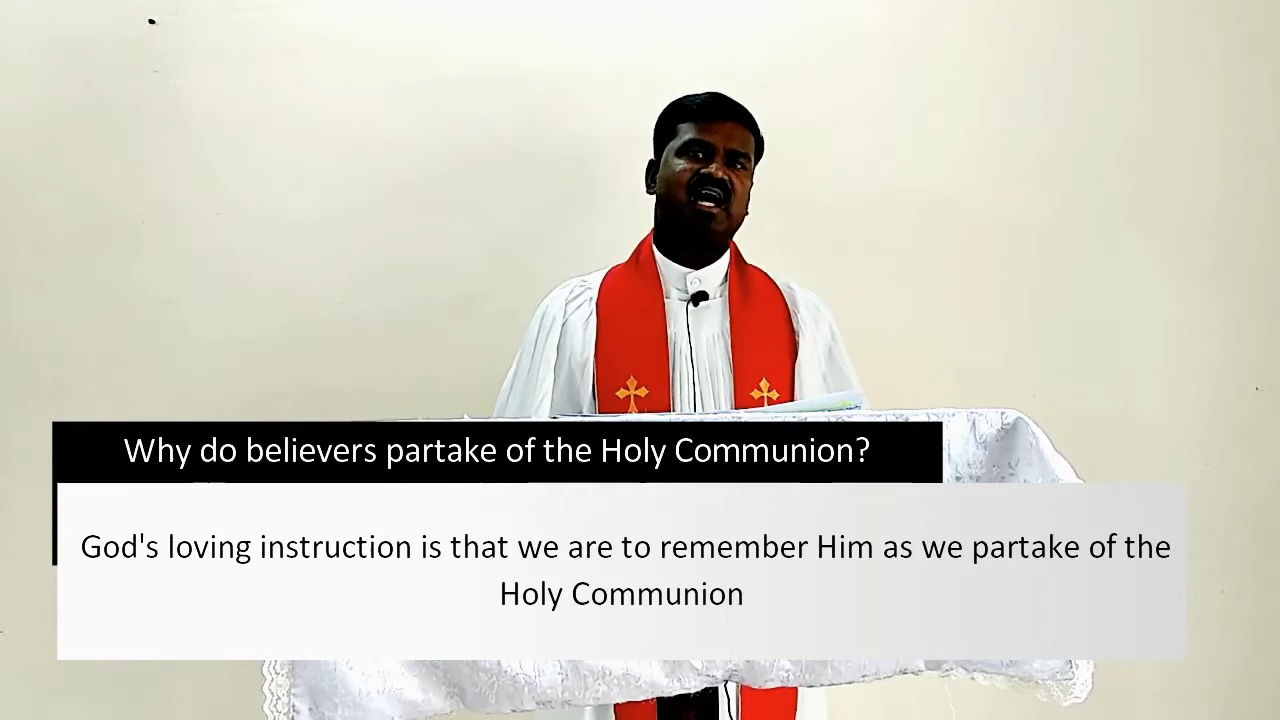 Why do believers partake of the Holy Communion?
God's loving instruction is that we are to remember Him as we partake of the
Holy Communion